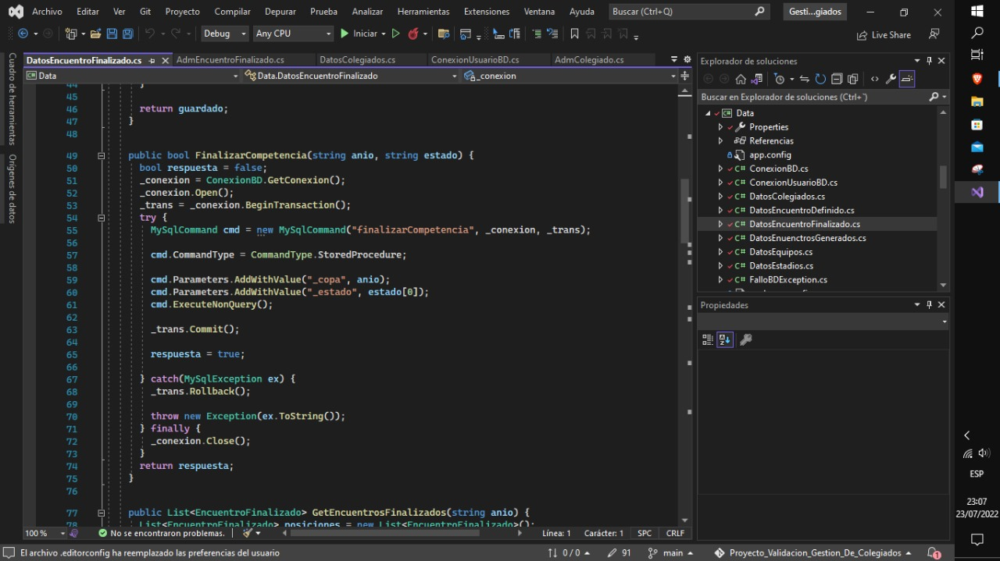 Archivo Editar Ver Git Proyecto Compilar Depurar Prueba Analizar Herramientas Extensiones Ventana Ayuda Buscar (Ctrl+Q) Gesti...giados
Debug Any CPU Iniciar Live Share
Cuadro de herramientas
Orígenes de datos
DatosEncuentroFinalizado.cs AdmEncuentroFinalizado.cs DatosColegiados.cs ConexionUsuarioBD.cs AdmColegiado.cs
Data Data.DatosEncuentroFinalizado _conexion
44 }
45
46 return guardado;
47 }
48
49 public bool FinalizarCompetencia(string anio, string estado) {
50 bool respuesta = false;
51 _conexion = ConexionBD.GetConexion();
52 _conexion.Open();
53 _trans = _conexion.BeginTransaction();
54 try {
55 MySqlCommand cmd = new MySqlCommand("finalizarCompetencia", _conexion, _trans);
56
57 cmd.CommandType = CommandType.StoredProcedure;
58
59 cmd.Parameters.AddWithValue("_copa", anio);
60 cmd.Parameters.AddWithValue("_estado", estado[0]);
61 cmd.ExecuteNonQuery();
62
63 _trans.Commit();
64
65 respuesta = true;
66
67 } catch(MySqlException ex) {
68 _trans.Rollback();
69
70 throw new Exception(ex.ToString());
71 } finally {
72 _conexion.Close();
73 }
74 return respuesta;
75 }
76
77 public List<EncuentroFinalizado> GetEncuentrosFinalizados(string anio) {
78 List<EncuentroFinalizado> posiciones = new List<EncuentroFinalizado>();
100 % No se encontraron problemas. Línea: 1 Carácter: 1 SPC CRLF
Explorador de soluciones
Buscar en Explorador de soluciones (Ctrl+`)
C# Data
Properties
Referencias
app.config
C# ConexionBD.cs
C# ConexionUsuarioBD.cs
C# DatosColegiados.cs
C# DatosEncuentroDefinido.cs
C# DatosEncuentroFinalizado.cs
C# DatosEnuenctrosGenerados.cs
C# DatosEquipos.cs
C# DatosEstadios.cs
C# FalloBDException.cs
Propiedades
El archivo .editorconfig ha reemplazado las preferencias del usuario 0 / 0 91 main Proyecto_Validacion_Gestion_De_Colegiados 1
ESP
23:07
23/07/2022